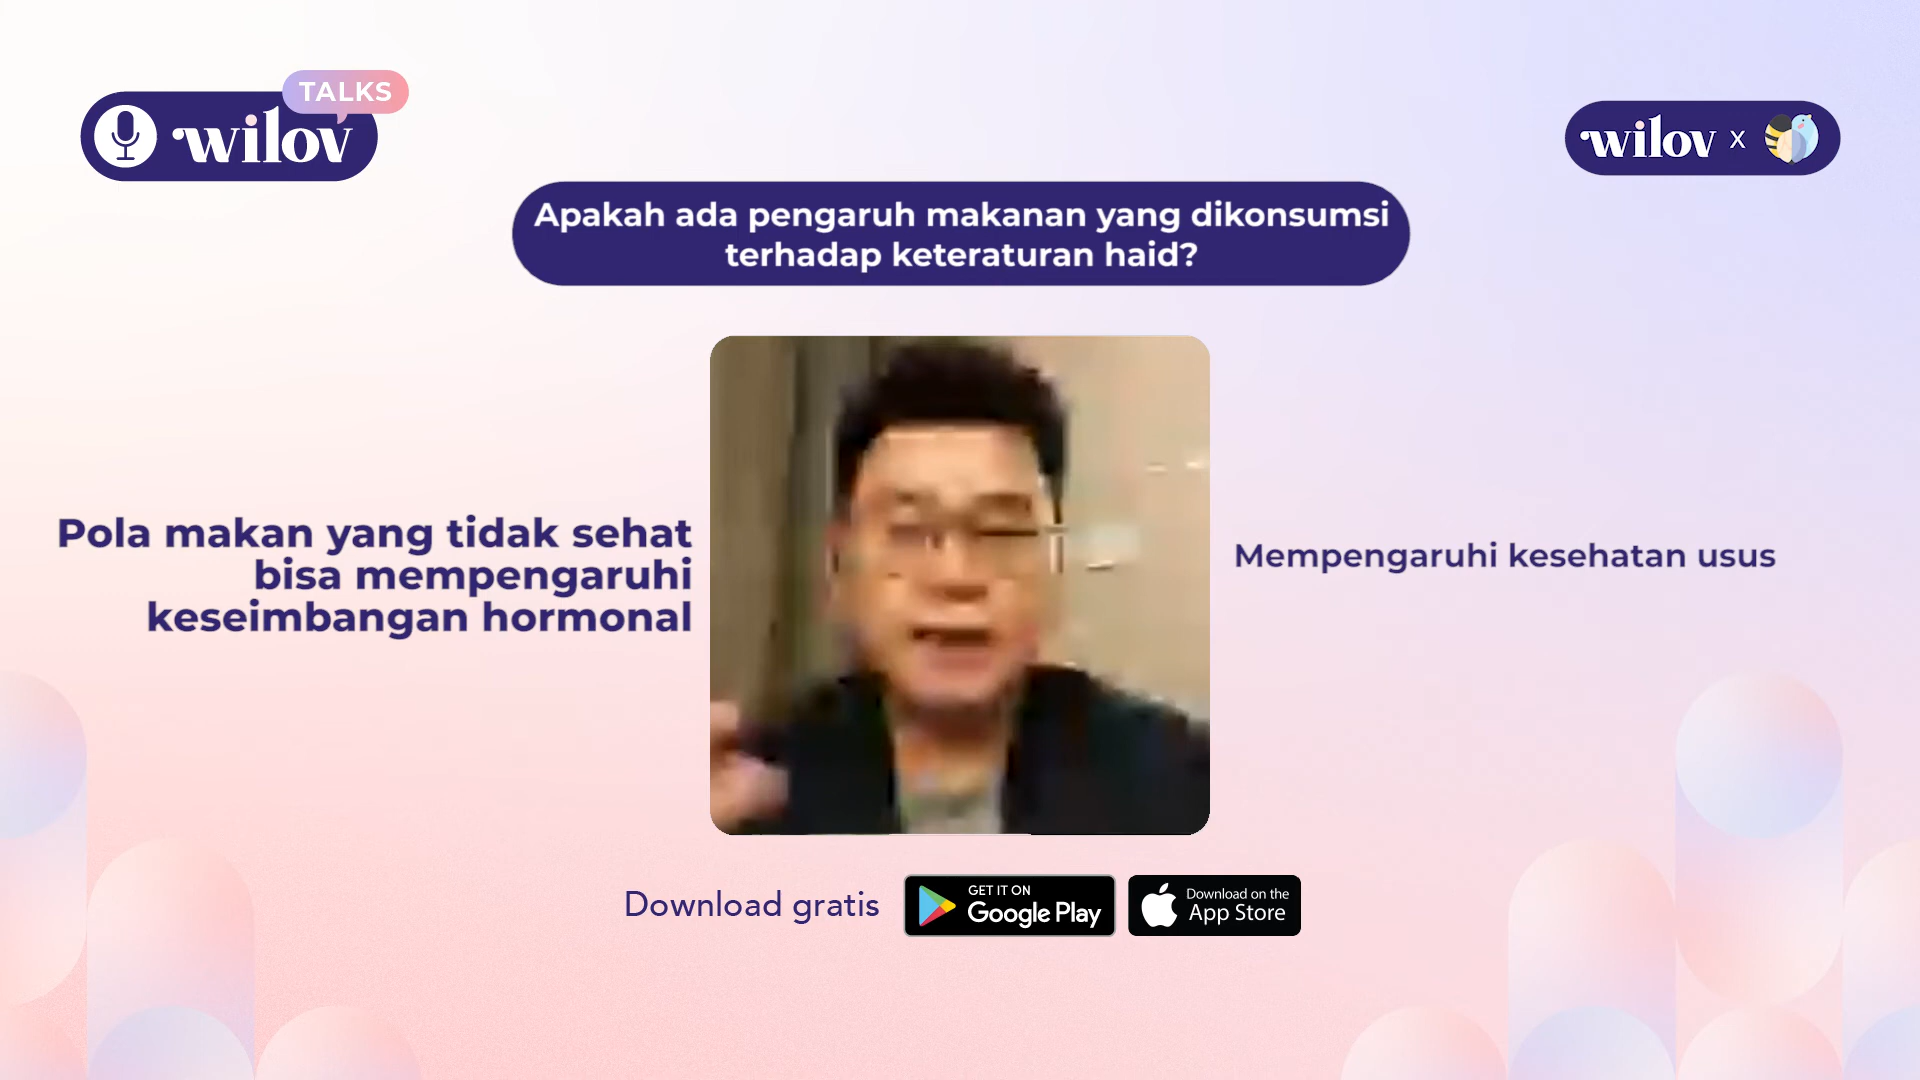 TALKS
wilov
wilov x
Apakah ada pengaruh makanan yang dikonsumsi
terhadap keteraturan haid?
Pola makan yang tidak sehat
bisa mempengaruhi
keseimbangan hormonal
Mempengaruhi kesehatan usus
Download gratis
GET IT ON
Google Play
Download on the
App Store